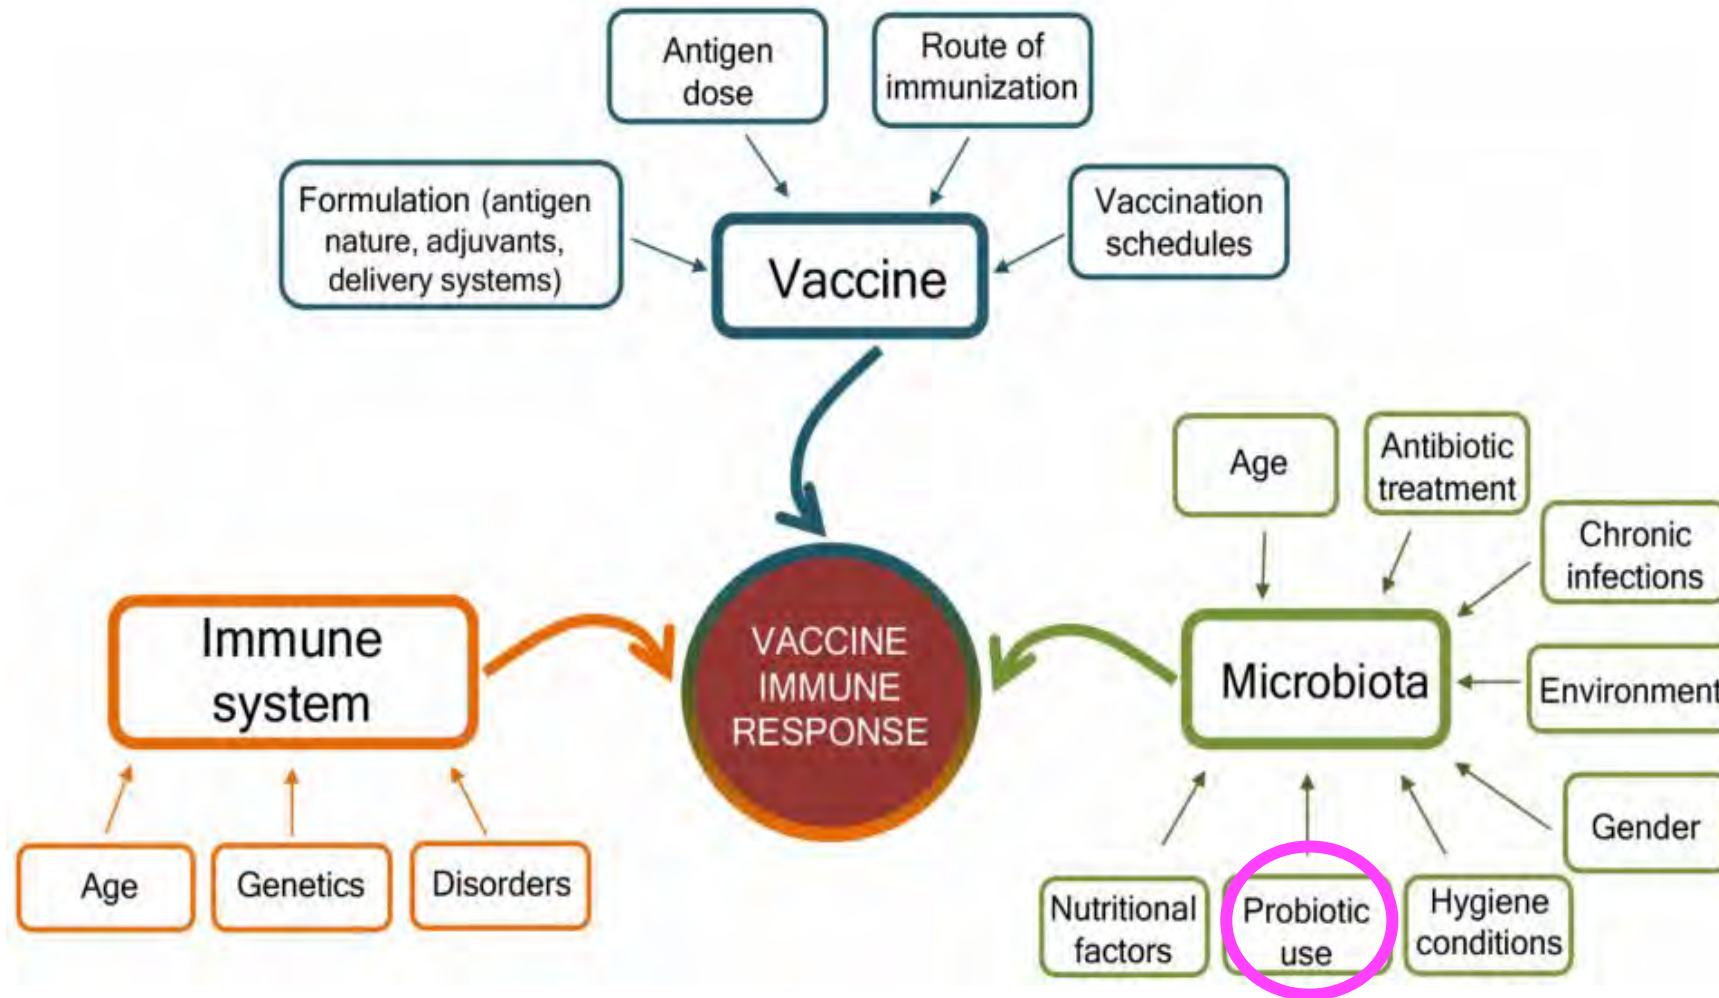 Antigen
dose
Route of
immunization
Formulation (antigen
nature, adjuvants,
delivery systems)
Vaccination
schedules
Vaccine
Age
Antibiotic
treatment
Chronic
infections
Immune
system
VACCINE
IMMUNE
RESPONSE
Microbiota
Environment
Gender
Age
Genetics
Disorders
Nutritional
factors
Probiotic
use
Hygiene
conditions